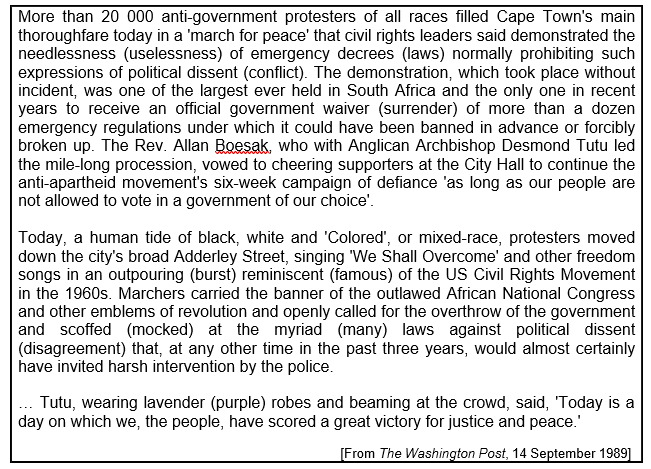 More than 20 000 anti-government protesters of all races filled Cape Town's main
thoroughfare today in a 'march for peace' that civil rights leaders said demonstrated the
needlessness (uselessness) of emergency decrees (laws) normally prohibiting such
expressions of political dissent (conflict). The demonstration, which took place without
incident, was one of the largest ever held in South Africa and the only one in recent
years to receive an official government waiver (surrender) of more than a dozen
emergency regulations under which it could have been banned in advance or forcibly
broken up. The Rev. Allan Boesak, who with Anglican Archbishop Desmond Tutu led
the mile-long procession, vowed to cheering supporters at the City Hall to continue the
anti-apartheid movement's six-week campaign of defiance 'as long as our people are
not allowed to vote in a government of our choice'.
Today, a human tide of black, white and 'Colored', or mixed-race, protesters moved
down the city's broad Adderley Street, singing 'We Shall Overcome' and other freedom
songs in an outpouring (burst) reminiscent (famous) of the US Civil Rights Movement
in the 1960s. Marchers carried the banner of the outlawed African National Congress
and other emblems of revolution and openly called for the overthrow of the government
and scoffed (mocked) at the myriad (many) laws against political dissent
(disagreement) that, at any other time in the past three years, would almost certainly
have invited harsh intervention by the police.
… Tutu, wearing lavender (purple) robes and beaming at the crowd, said, 'Today is a
day on which we, the people, have scored a great victory for justice and peace.'
[From The Washington Post, 14 September 1989]